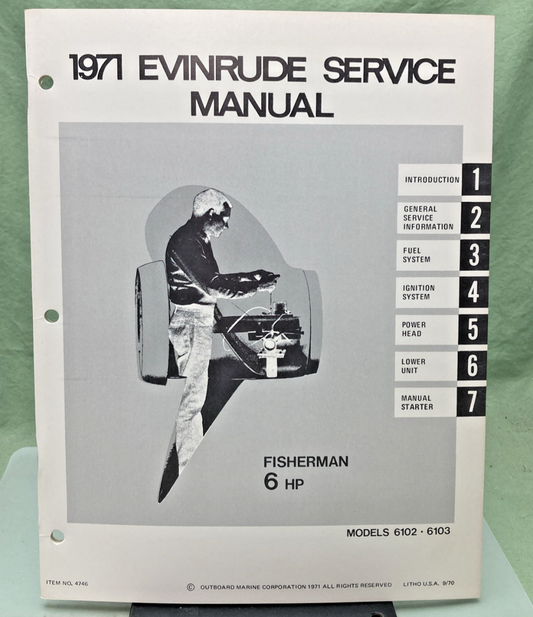 1971 EVINRUDE SERVICE
MANUAL
INTRODUCTION 1
GENERAL
SERVICE
INFORMATION
2
FUEL
SYSTEM
3
IGNITION
SYSTEM
4
POWER
HEAD
5
LOWER
UNIT
6
MANUAL
STARTER
7
FISHERMAN
6 HP
MODELS 6102 · 6103
ITEM NO. 4746
© OUTBOARD MARINE CORPORATION 1971 ALL RIGHTS RESERVED
LITHO U.S.A. 9/70